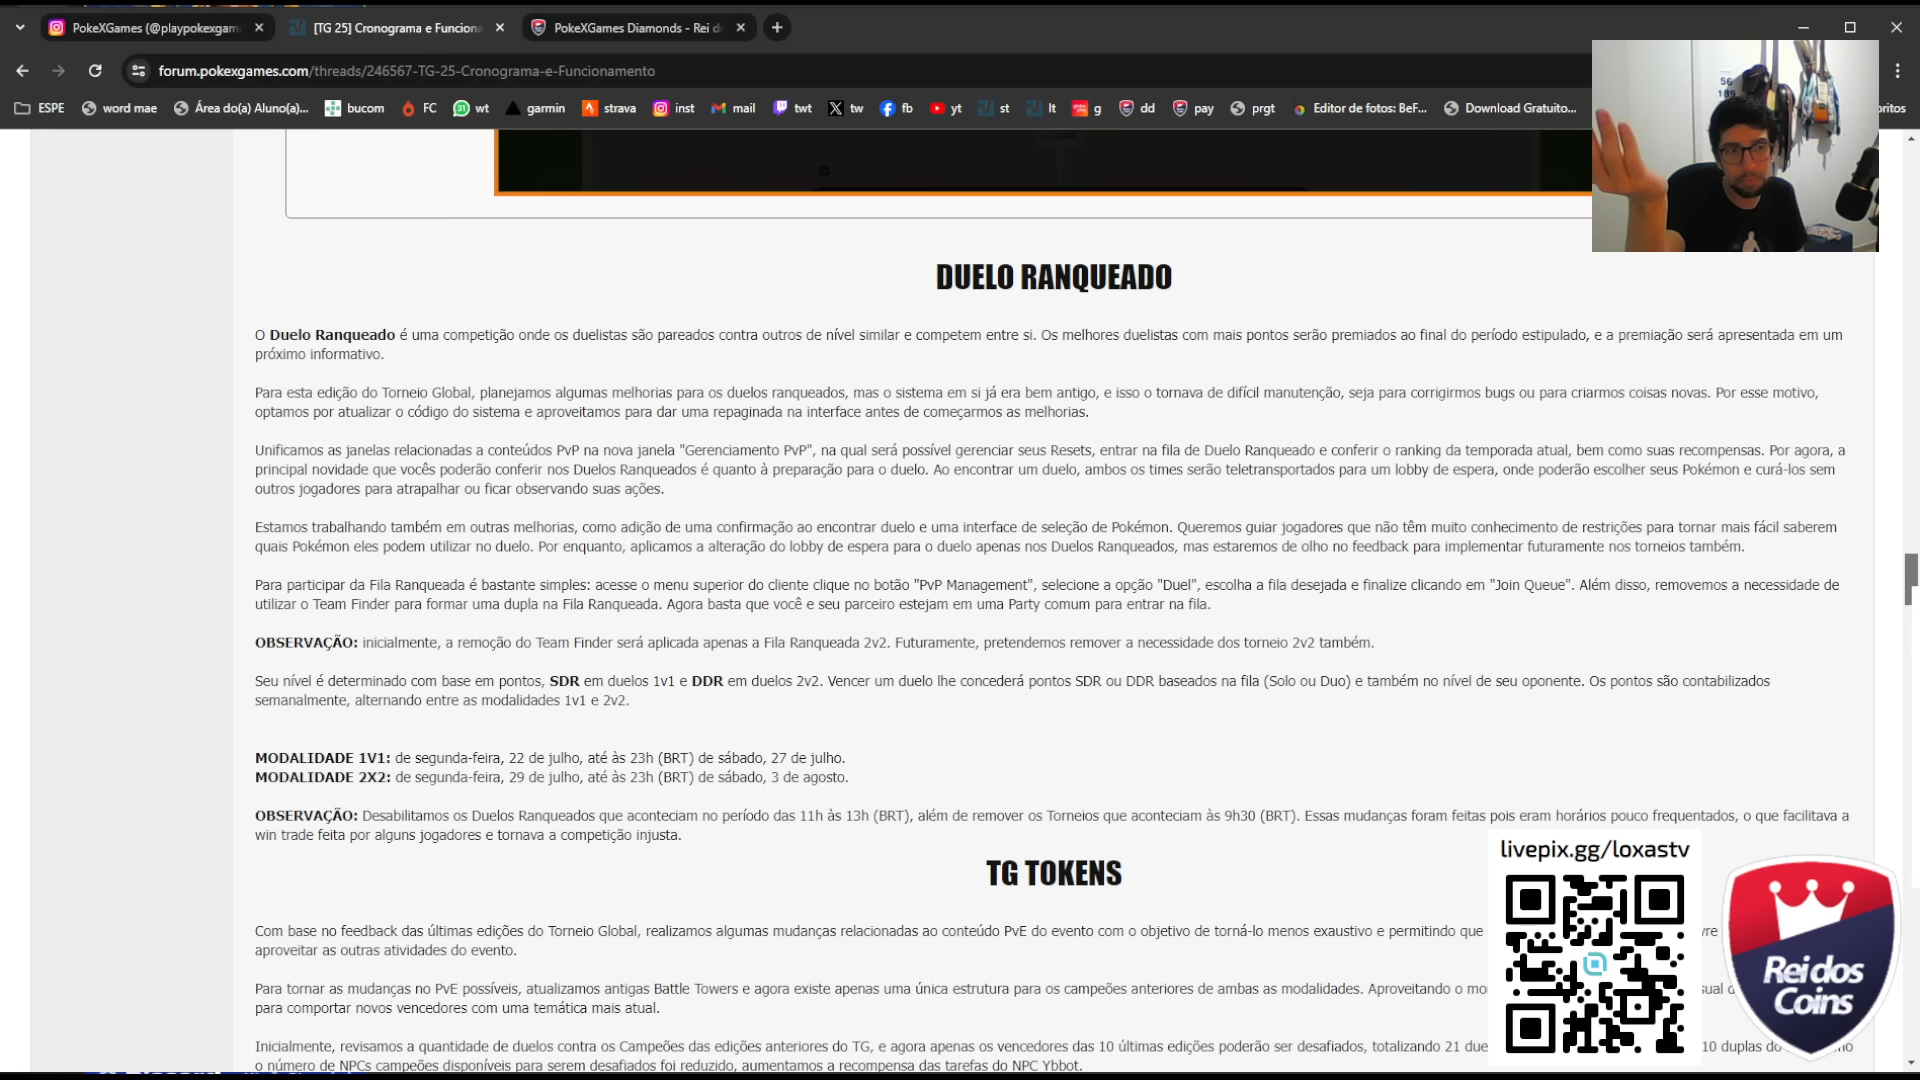 PokeXGames (@playpokexgam
[TG 25] Cronograma e Funciona
PokeXGames Diamonds - Rei d
forum.pokexgames.com/threads/246567-TG-25-Cronograma-e-Funcionamento
ESPE word mae Área do(a) Aluno(a)... bucom FC wt garmin strava inst mail twt tw fb yt st lt g dd pay prgt Editor de fotos: BeF... Download Gratuito... oritos
DUELO RANQUEADO
O Duelo Ranqueado é uma competição onde os duelistas são pareados contra outros de nível similar e competem entre si. Os melhores duelistas com mais pontos serão premiados ao final do período estipulado, e a premiação será apresentada em um
próximo informativo.
Para esta edição do Torneio Global, planejamos algumas melhorias para os duelos ranqueados, mas o sistema em si já era bem antigo, e isso o tornava de difícil manutenção, seja para corrigirmos bugs ou para criarmos coisas novas. Por esse motivo,
optamos por atualizar o código do sistema e aproveitamos para dar uma repaginada na interface antes de começarmos as melhorias.
Unificamos as janelas relacionadas a conteúdos PvP na nova janela "Gerenciamento PvP", na qual será possível gerenciar seus Resets, entrar na fila de Duelo Ranqueado e conferir o ranking da temporada atual, bem como suas recompensas. Por agora, a
principal novidade que vocês poderão conferir nos Duelos Ranqueados é quanto à preparação para o duelo. Ao encontrar um duelo, ambos os times serão teletransportados para um lobby de espera, onde poderão escolher seus Pokémon e curá-los sem
outros jogadores para atrapalhar ou ficar observando suas ações.
Estamos trabalhando também em outras melhorias, como adição de uma confirmação ao encontrar duelo e uma interface de seleção de Pokémon. Queremos guiar jogadores que não têm muito conhecimento de restrições para tornar mais fácil saberem
quais Pokémon eles podem utilizar no duelo. Por enquanto, aplicamos a alteração do lobby de espera para o duelo apenas nos Duelos Ranqueados, mas estaremos de olho no feedback para implementar futuramente nos torneios também.
Para participar da Fila Ranqueada é bastante simples: acesse o menu superior do cliente clique no botão "PvP Management", selecione a opção "Duel", escolha a fila desejada e finalize clicando em "Join Queue". Além disso, removemos a necessidade de
utilizar o Team Finder para formar uma dupla na Fila Ranqueada. Agora basta que você e seu parceiro estejam em uma Party comum para entrar na fila.
OBSERVAÇÃO: inicialmente, a remoção do Team Finder será aplicada apenas a Fila Ranqueada 2v2. Futuramente, pretendemos remover a necessidade dos torneio 2v2 também.
Seu nível é determinado com base em pontos, SDR em duelos 1v1 e DDR em duelos 2v2. Vencer um duelo lhe concederá pontos SDR ou DDR baseados na fila (Solo ou Duo) e também no nível de seu oponente. Os pontos são contabilizados
semanalmente, alternando entre as modalidades 1v1 e 2v2.
MODALIDADE 1V1: de segunda-feira, 22 de julho, até às 23h (BRT) de sábado, 27 de julho.
MODALIDADE 2X2: de segunda-feira, 29 de julho, até às 23h (BRT) de sábado, 3 de agosto.
OBSERVAÇÃO: Desabilitamos os Duelos Ranqueados que aconteciam no período das 11h às 13h (BRT), além de remover os Torneios que aconteciam às 9h30 (BRT). Essas mudanças foram feitas pois eram horários pouco frequentados, o que facilitava a
win trade feita por alguns jogadores e tornava a competição injusta.
livepix.gg/loxastv
TG TOKENS
Com base no feedback das últimas edições do Torneio Global, realizamos algumas mudanças relacionadas ao conteúdo PvE do evento com o objetivo de torná-lo menos exaustivo e permitindo que
aproveitar as outras atividades do evento.
Para tornar as mudanças no PvE possíveis, atualizamos antigas Battle Towers e agora existe apenas uma única estrutura para os campeões anteriores de ambas as modalidades. Aproveitando o mo
para comportar novos vencedores com uma temática mais atual.
Rei dos
Coins
Inicialmente, revisamos a quantidade de duelos contra os Campeões das edições anteriores do TG, e agora apenas os vencedores das 10 últimas edições poderão ser desafiados, totalizando 21 due 10 duplas do
o número de NPCs campeões disponíveis para serem desafiados foi reduzido, aumentamos a recompensa das tarefas do NPC Ybbot.